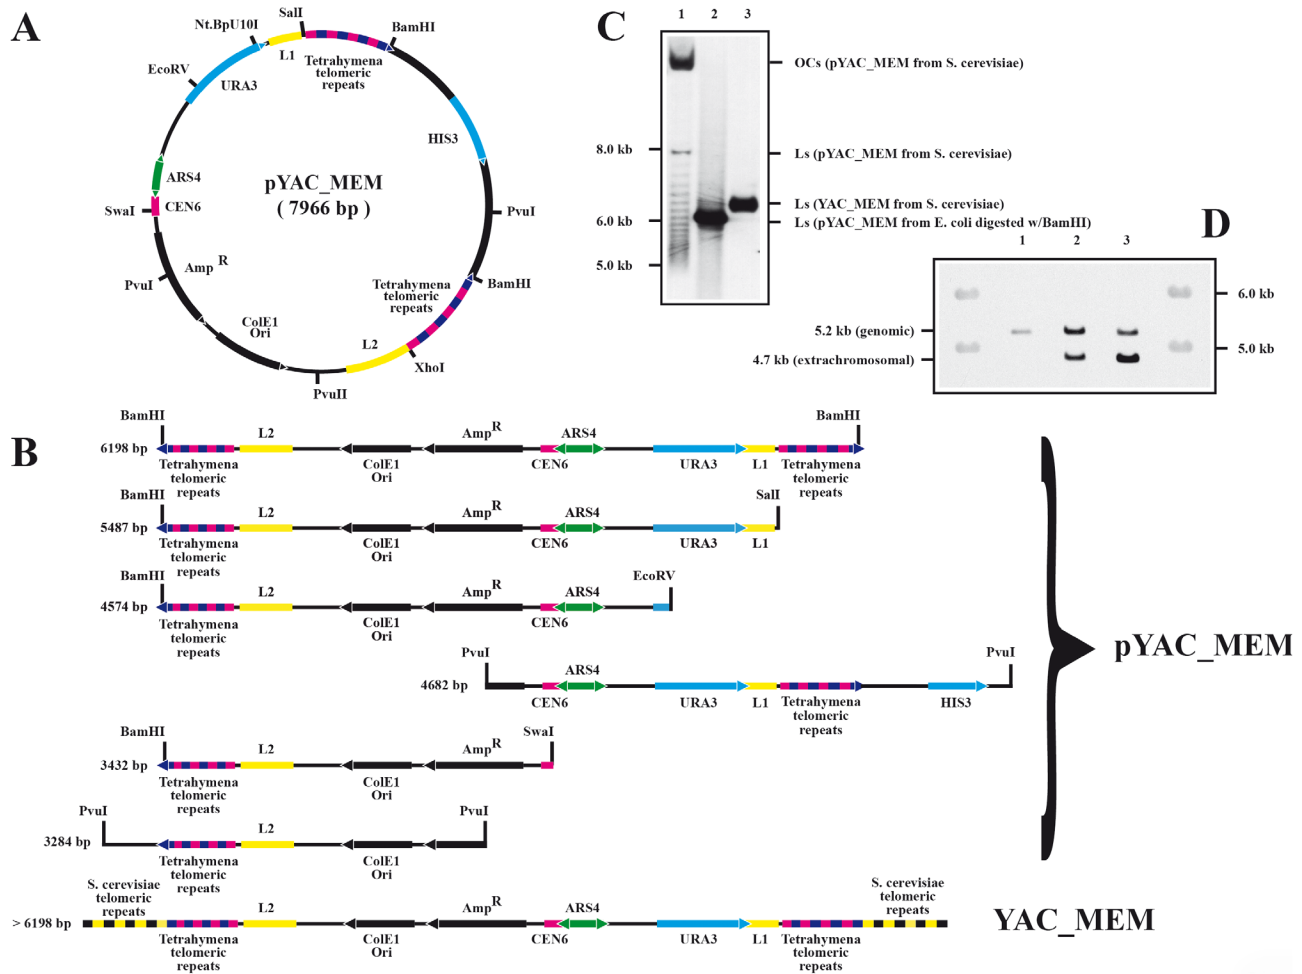 A
Nt.BpU10I
SalI
BamHI
L1
Tetrahymena
telomeric
repeats
EcoRV
URA3
HIS3
ARS4
CEN6
SwaI
pYAC_MEM
( 7966 bp )
PvuI
Amp R
PvuI
Tetrahymena
telomeric
repeats
BamHI
ColE1
Ori
L2
XhoI
PvuII
C
1 2 3
OCs (pYAC_MEM from S. cerevisiae)
8.0 kb
Ls (pYAC_MEM from S. cerevisiae)
Ls (YAC_MEM from S. cerevisiae)
6.0 kb
Ls (pYAC_MEM from E. coli digested w/BamHI)
5.0 kb
D
1 2 3
6.0 kb
5.2 kb (genomic)
5.0 kb
4.7 kb (extrachromosal)
B
BamHI
BamHI
6198 bp
L2
Amp R
ARS4
Tetrahymena
telomeric
repeats
ColE1
Ori
CEN6
URA3
L1
Tetrahymena
telomeric
repeats
BamHI
SalI
5487 bp
L2
Amp R
ARS4
Tetrahymena
telomeric
repeats
ColE1
Ori
CEN6
URA3
L1
BamHI
EcoRV
4574 bp
L2
Amp R
ARS4
Tetrahymena
telomeric
repeats
ColE1
Ori
CEN6
PvuI
PvuI
4682 bp
ARS4
CEN6
URA3
L1
Tetrahymena
telomeric
repeats
HIS3
pYAC_MEM
BamHI
SwaI
3432 bp
L2
Amp R
Tetrahymena
telomeric
repeats
ColE1
Ori
PvuI
PvuI
3284 bp
L2
Tetrahymena
telomeric
repeats
ColE1
Ori
S. cerevisiae
telomeric
repeats
S. cerevisiae
telomeric
repeats
> 6198 bp
L2
Amp R
ARS4
Tetrahymena
telomeric
repeats
ColE1
Ori
CEN6
URA3
L1
Tetrahymena
telomeric
repeats
YAC_MEM